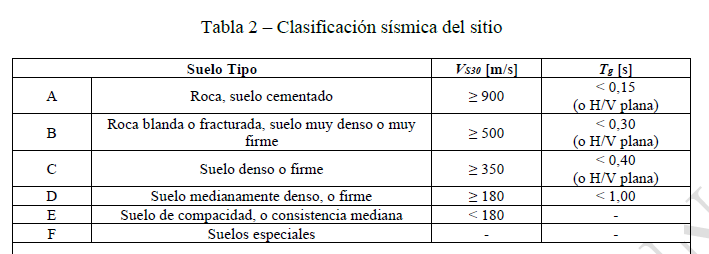 Tabla 2 – Clasificación sísmica del sitio
Suelo Tipo VS30 [m/s] Tg [s]
A Roca, suelo cementado ≥ 900 < 0,15 (o H/V plana)
B Roca blanda o fracturada, suelo muy denso o muy firme ≥ 500 < 0,30 (o H/V plana)
C Suelo denso o firme ≥ 350 < 0,40 (o H/V plana)
D Suelo medianamente denso, o firme ≥ 180 < 1,00
E Suelo de compacidad, o consistencia mediana < 180 -
F Suelos especiales - -